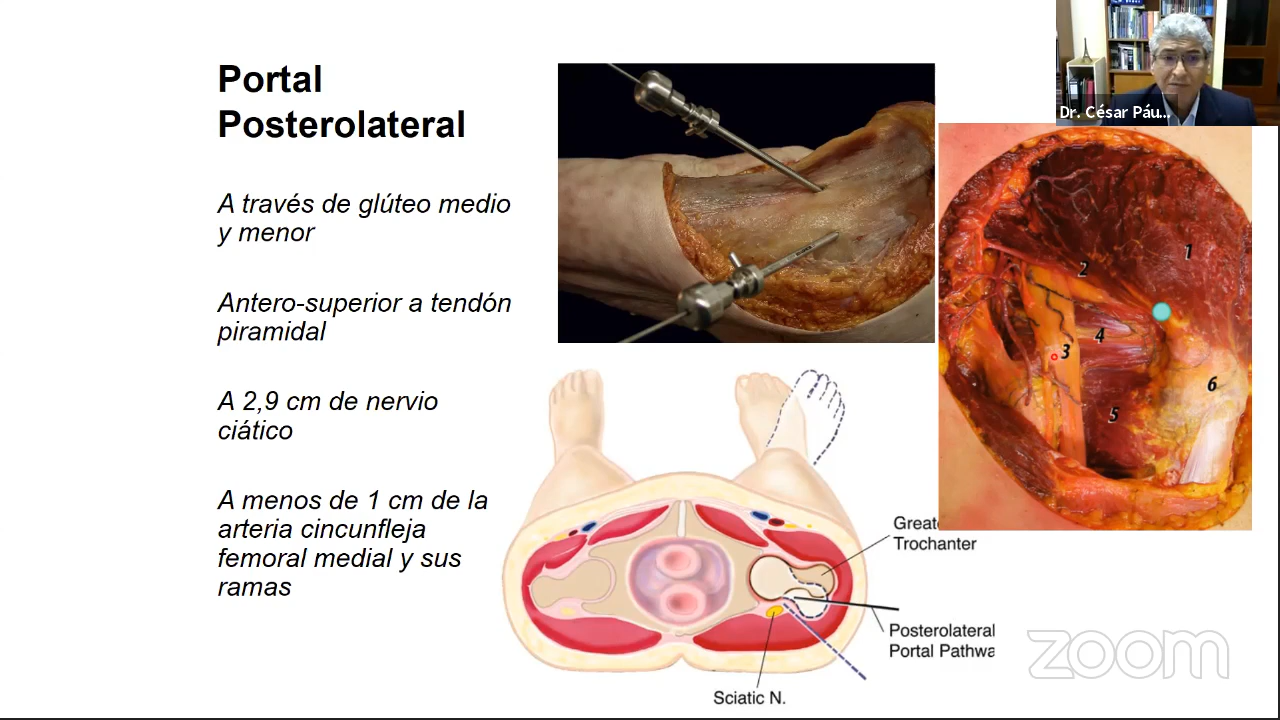 Portal
Posterolateral
A través de glúteo medio
y menor
Antero-superior a tendón
piramidal
A 2,9 cm de nervio
ciático
A menos de 1 cm de la
arteria cincunfleja
femoral medial y sus
ramas
Dr. César Páu...
1
2
3
4
5
6
Greate
Trochanter
Posterolateral
Portal Pathwa
Sciatic N.
zoom